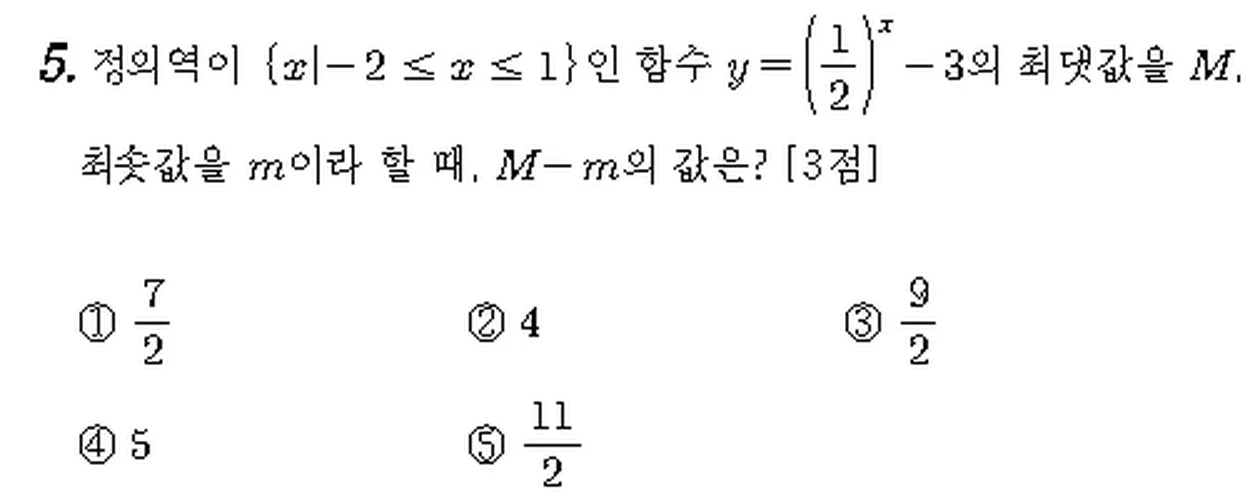 5. 정의역이 {x|-2 ≤ x ≤ 1}인 함수 y=(1/2)^x - 3의 최댓값을 M,
최솟값을 m이라 할 때, M-m의 값은? [3점]
① 7/2 ② 4 ③ 9/2
④ 5 ⑤ 11/2